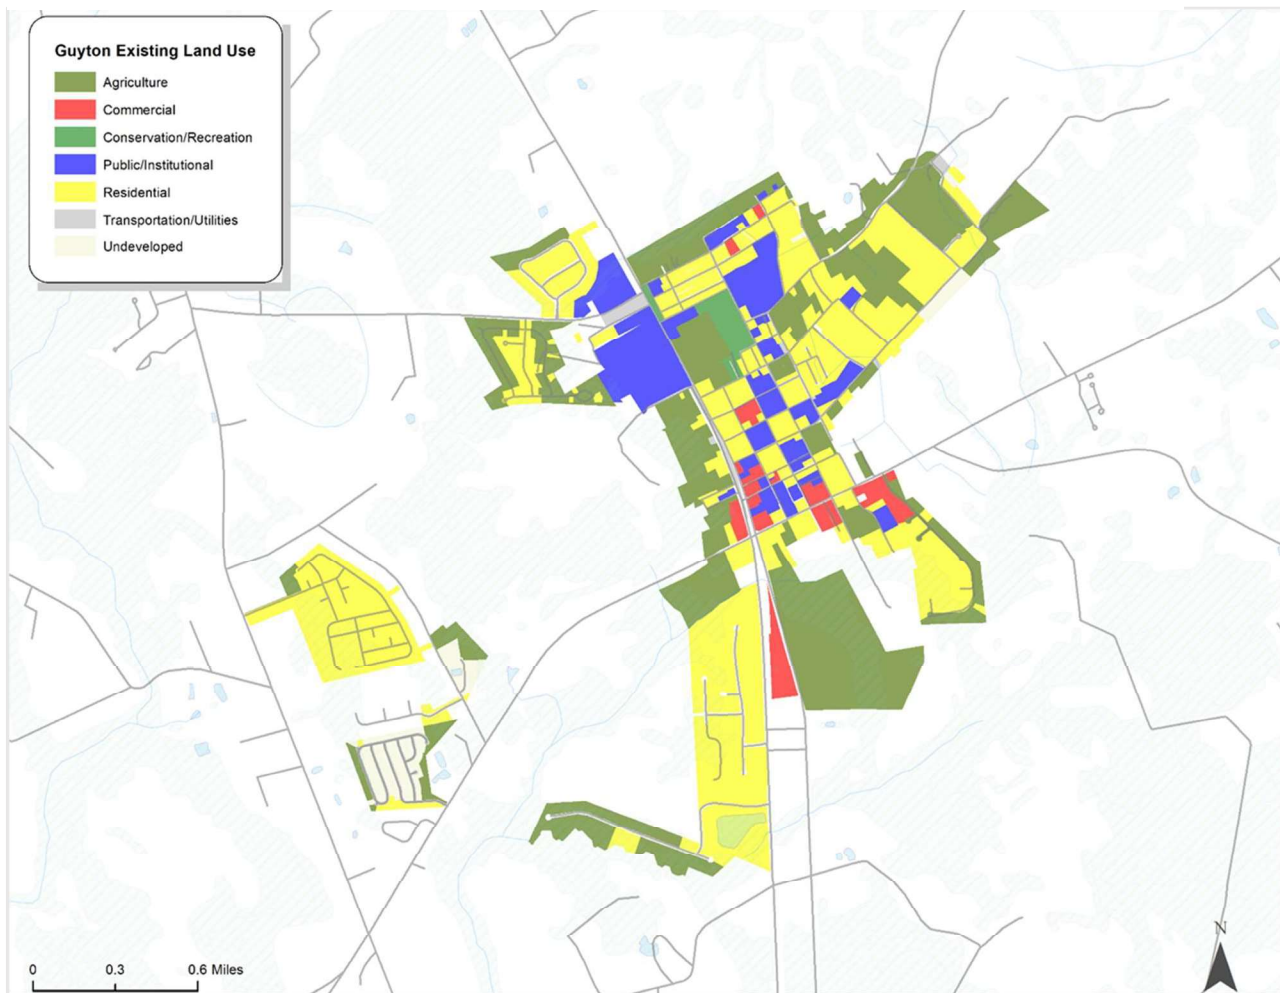 Guyton Existing Land Use
Agriculture
Commercial
Conservation/Recreation
Public/Institutional
Residential
Transportation/Utilities
Undeveloped
N
0 0.3 0.6 Miles